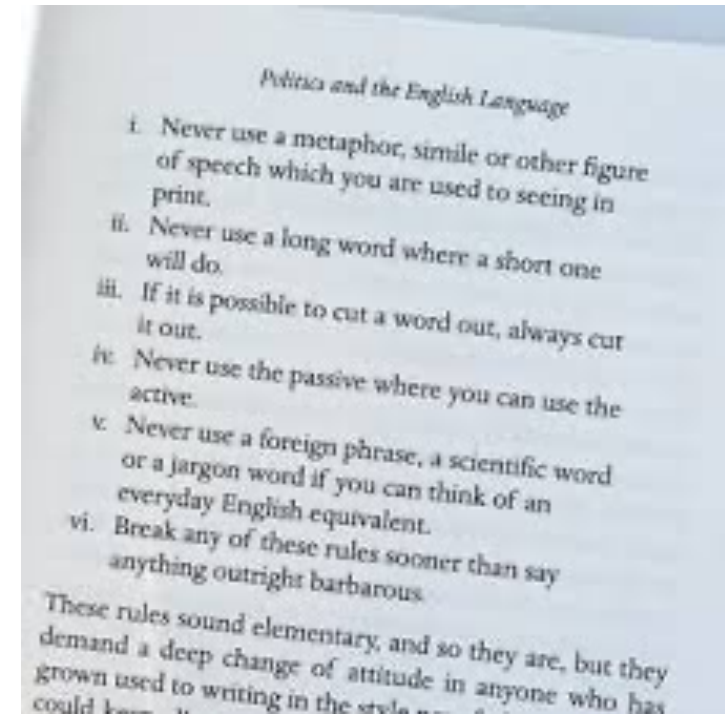 Politics and the English Language
i. Never use a metaphor, simile or other figure
of speech which you are used to seeing in
print.
ii. Never use a long word where a short one
will do.
iii. If it is possible to cut a word out, always cut
it out.
iv. Never use the passive where you can use the
active.
v. Never use a foreign phrase, a scientific word
or a jargon word if you can think of an
everyday English equivalent.
vi. Break any of these rules sooner than say
anything outright barbarous.
These rules sound elementary, and so they are, but they
demand a deep change of attitude in anyone who has
grown used to writing in the style
could